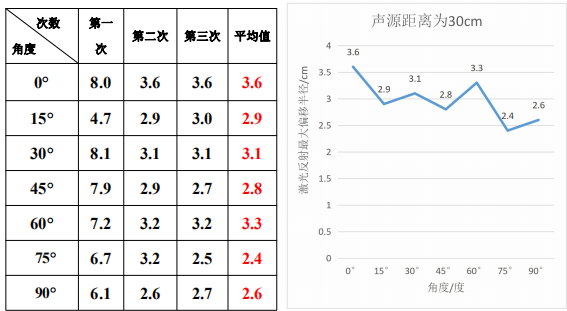 次数 第一次 第二次 第三次 平均值
角度
0° 8.0 3.6 3.6 3.6
15° 4.7 2.9 3.0 2.9
30° 8.1 3.1 3.1 3.1
45° 7.9 2.9 2.7 2.8
60° 7.2 3.2 3.2 3.3
75° 6.7 3.2 2.5 2.4
90° 6.1 2.6 2.7 2.6
声源距离为30cm
激光反射最大偏移半径/cm
4
3.5
3
2.5
2
1.5
1
0.5
0
3.6 2.9 3.1 2.8 3.3 2.4 2.6
0° 15° 30° 45° 60° 75° 90°
角度/度